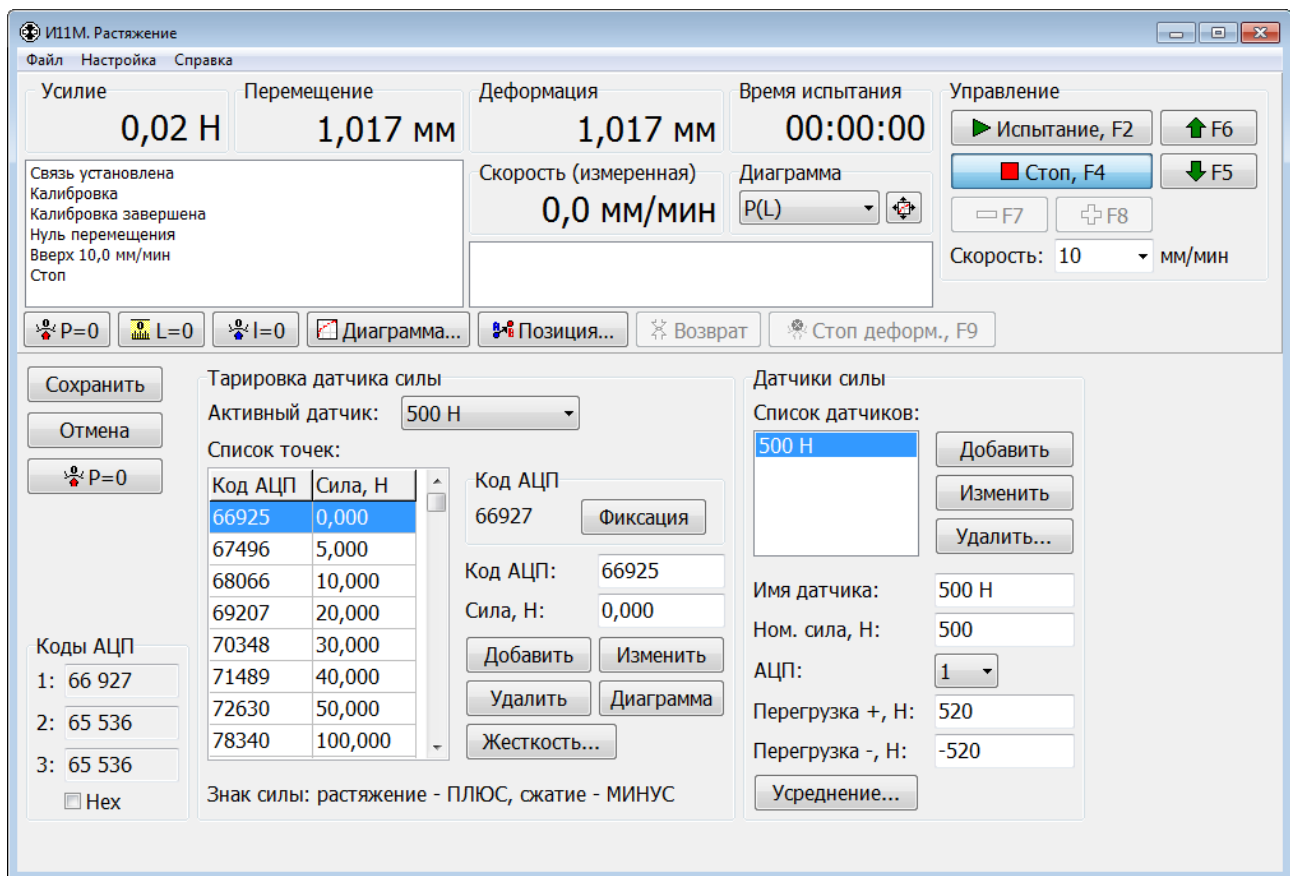 И11М. Растяжение
Файл Настройка Справка
Усилие
0,02 Н
Перемещение
1,017 мм
Деформация
1,017 мм
Время испытания
00:00:00
Управление
Испытание, F2
F6
Стоп, F4
F5
F7
F8
Скорость: 10 мм/мин
Связь установлена
Калибровка
Калибровка завершена
Нуль перемещения
Вверх 10,0 мм/мин
Стоп
Скорость (измеренная)
0,0 мм/мин
Диаграмма
P(L)
P=0
L=0
l=0
Диаграмма...
Позиция...
Возврат
Стоп деформ., F9
Сохранить
Отмена
P=0
Коды АЦП
1: 66 927
2: 65 536
3: 65 536
Hex
Тарировка датчика силы
Активный датчик: 500 Н
Список точек:
Код АЦП Сила, Н
66925 0,000
67496 5,000
68066 10,000
69207 20,000
70348 30,000
71489 40,000
72630 50,000
78340 100,000
Код АЦП
66927 Фиксация
Код АЦП: 66925
Сила, Н: 0,000
Добавить Изменить
Удалить Диаграмма
Жесткость...
Знак силы: растяжение - ПЛЮС, сжатие - МИНУС
Датчики силы
Список датчиков:
500 Н
Добавить
Изменить
Удалить...
Имя датчика: 500 Н
Ном. сила, Н: 500
АЦП: 1
Перегрузка +, Н: 520
Перегрузка -, Н: -520
Усреднение...